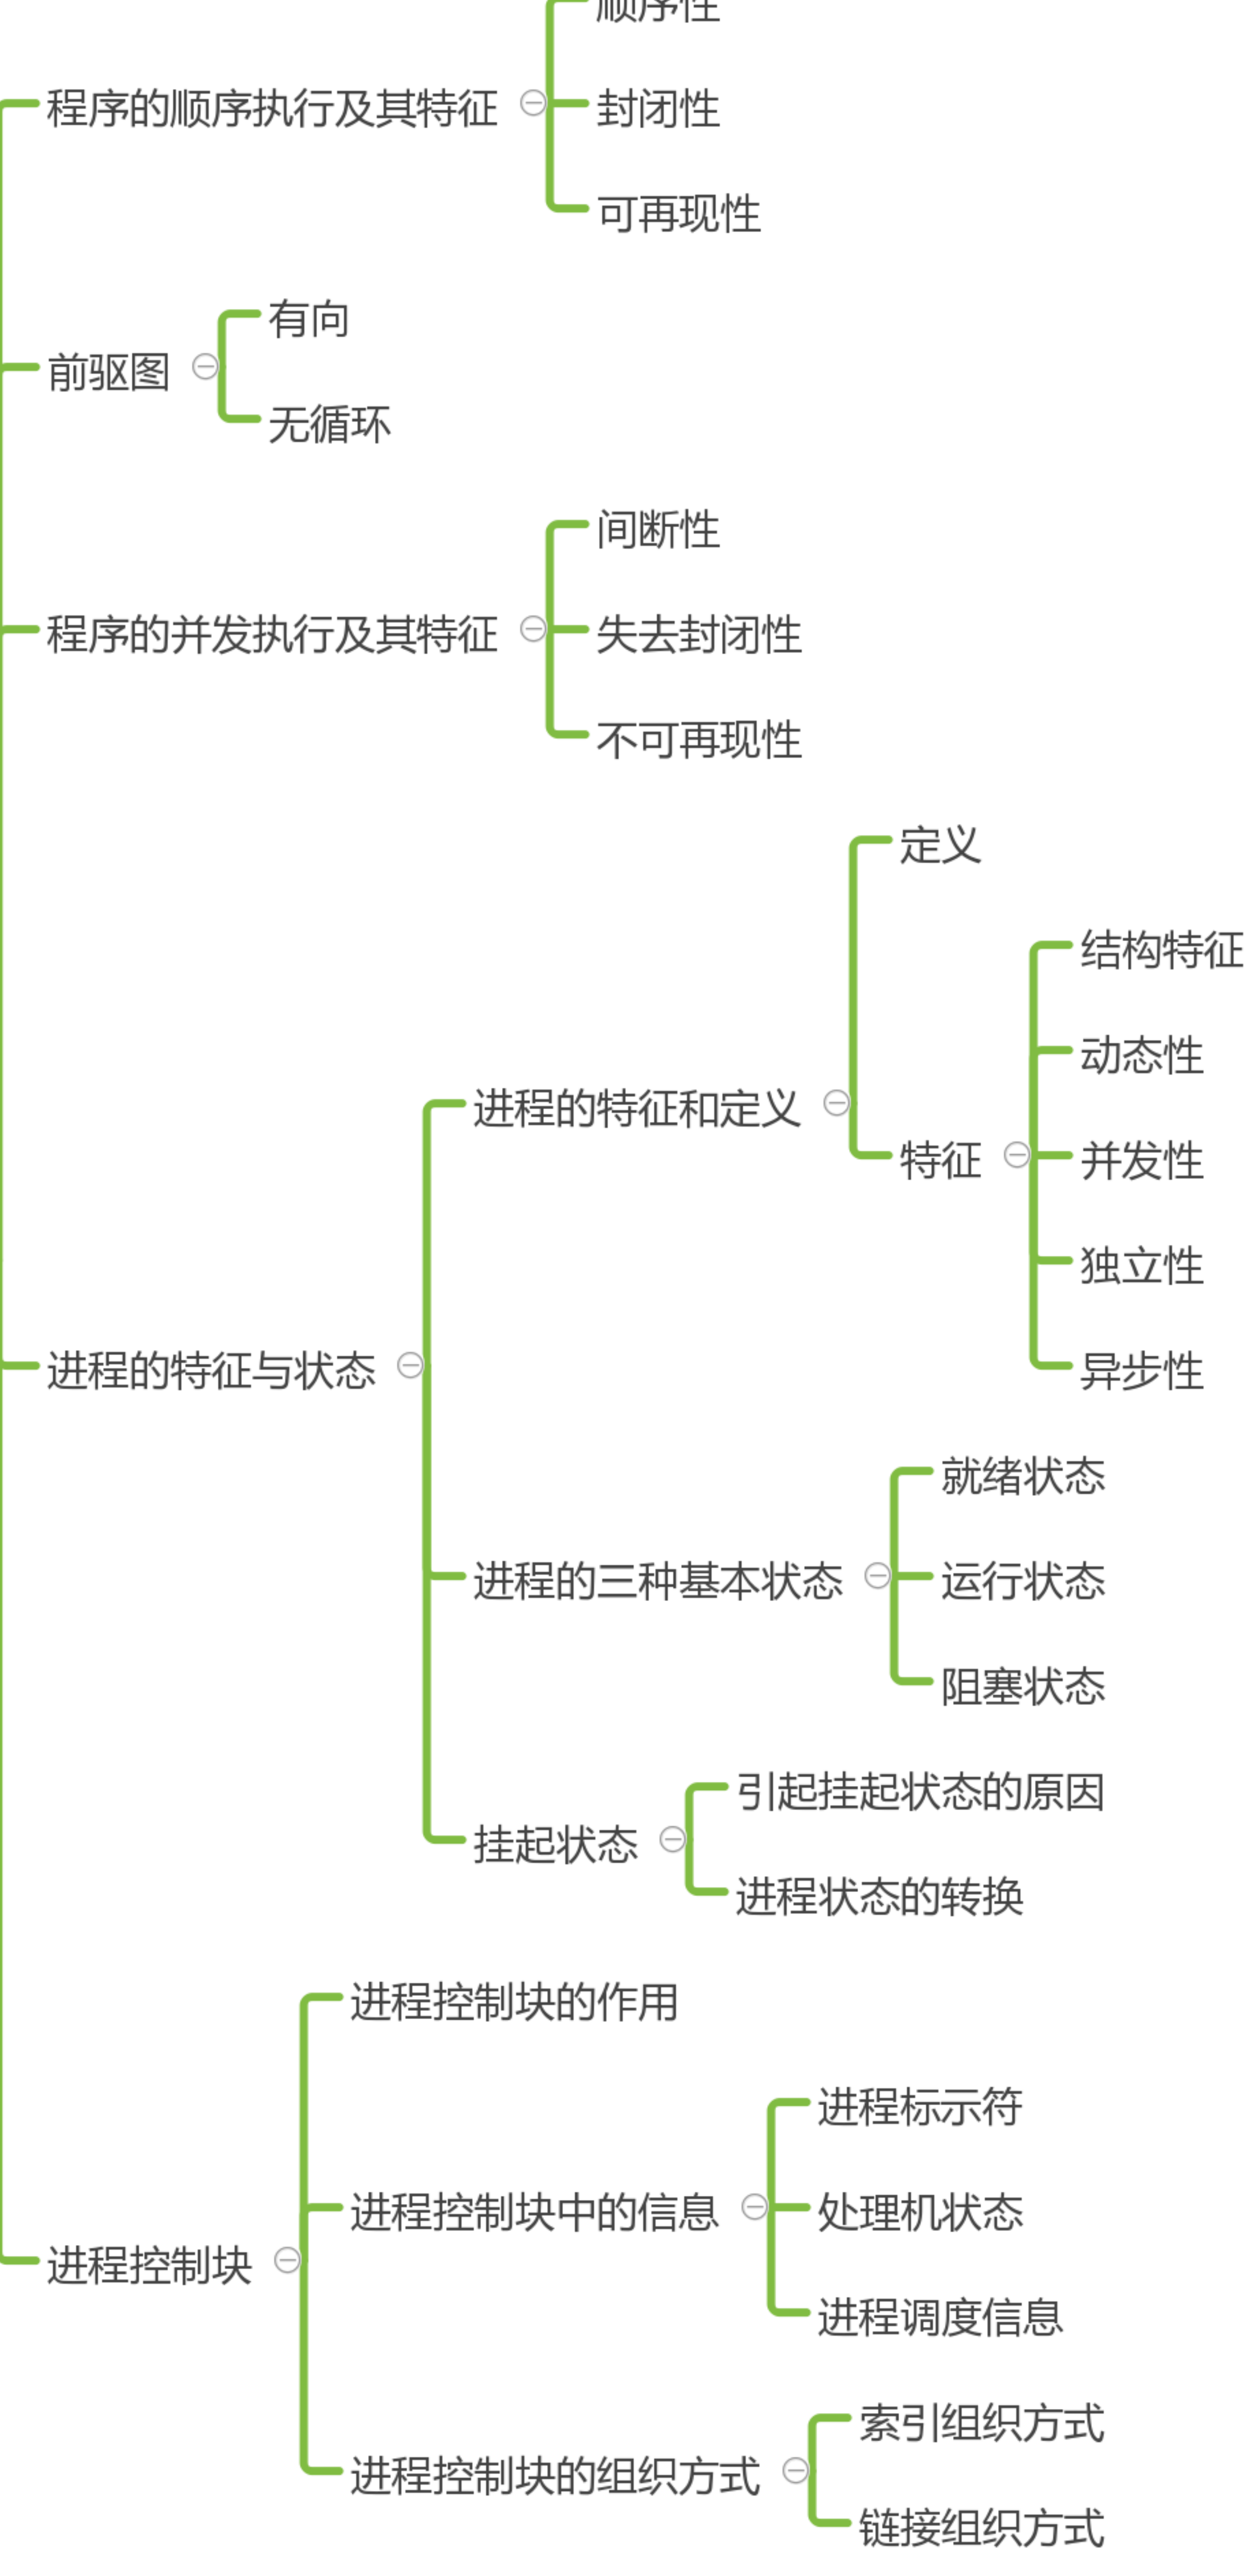 顺序性
程序的顺序执行及其特征
封闭性
可再现性
有向
前驱图
无循环
间断性
程序的并发执行及其特征
失去封闭性
不可再现性
定义
结构特征
动态性
进程的特征和定义
特征
并发性
独立性
进程的特征与状态
异步性
就绪状态
进程的三种基本状态
运行状态
阻塞状态
引起挂起状态的原因
挂起状态
进程状态的转换
进程控制块的作用
进程标示符
进程控制块中的信息
处理机状态
进程控制块
进程调度信息
索引组织方式
进程控制块的组织方式
链接组织方式